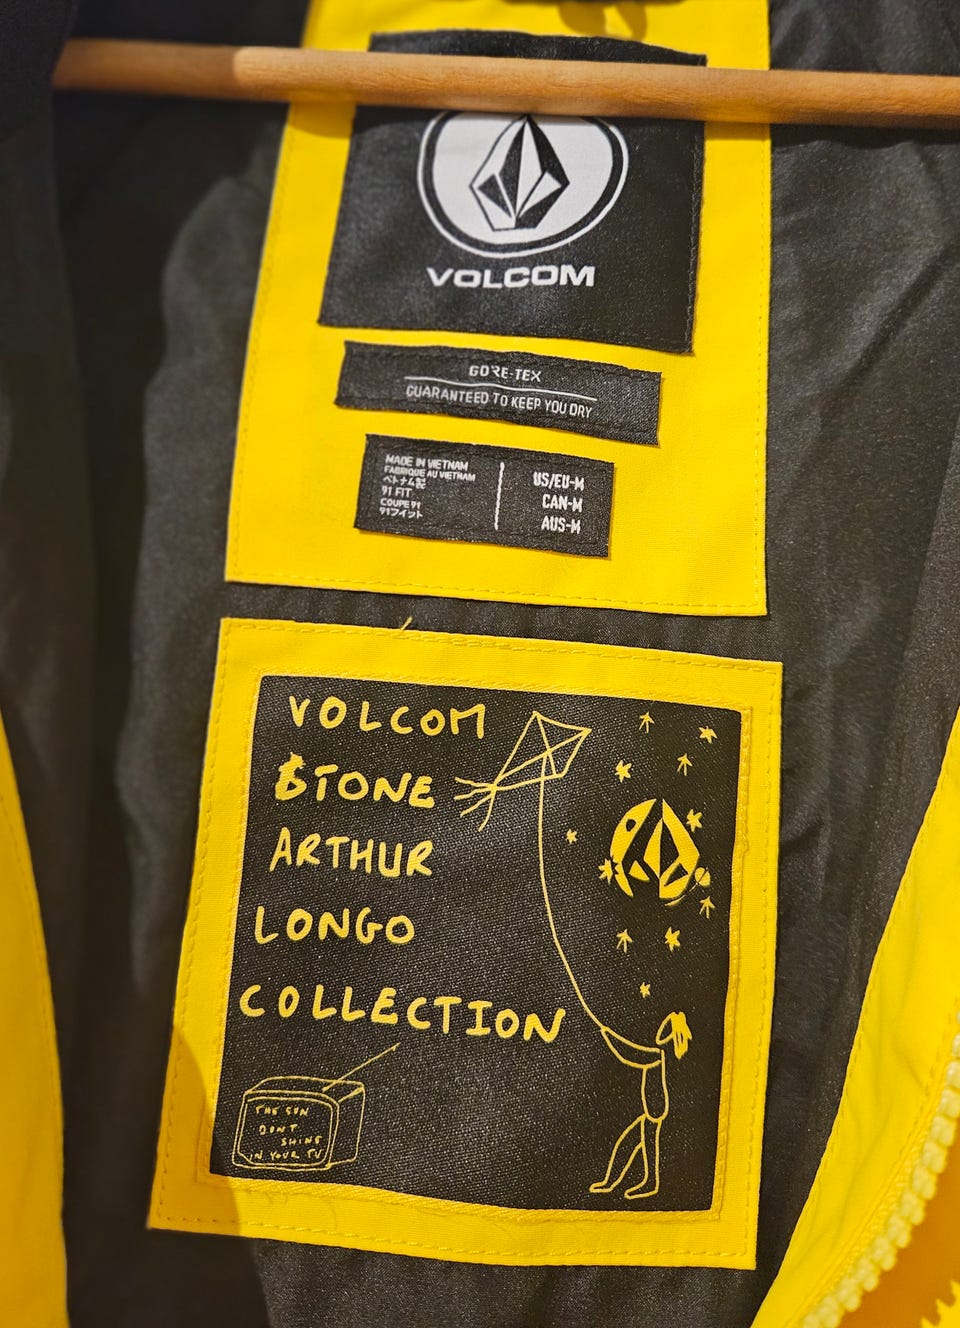 VOLCOM
GORE-TEX
GUARANTEED TO KEEP YOU DRY
MADE IN VIETNAM
FABRIQUE AU VIETNAM
ベトナム製
91 FIT
COUPE 91
91フィット
US/EU-M
CAN-M
AUS-M
VOLCOM
STONE
ARTHUR
LONGO
COLLECTION
THE SUN
DONT
SHINE
IN YOUR TV